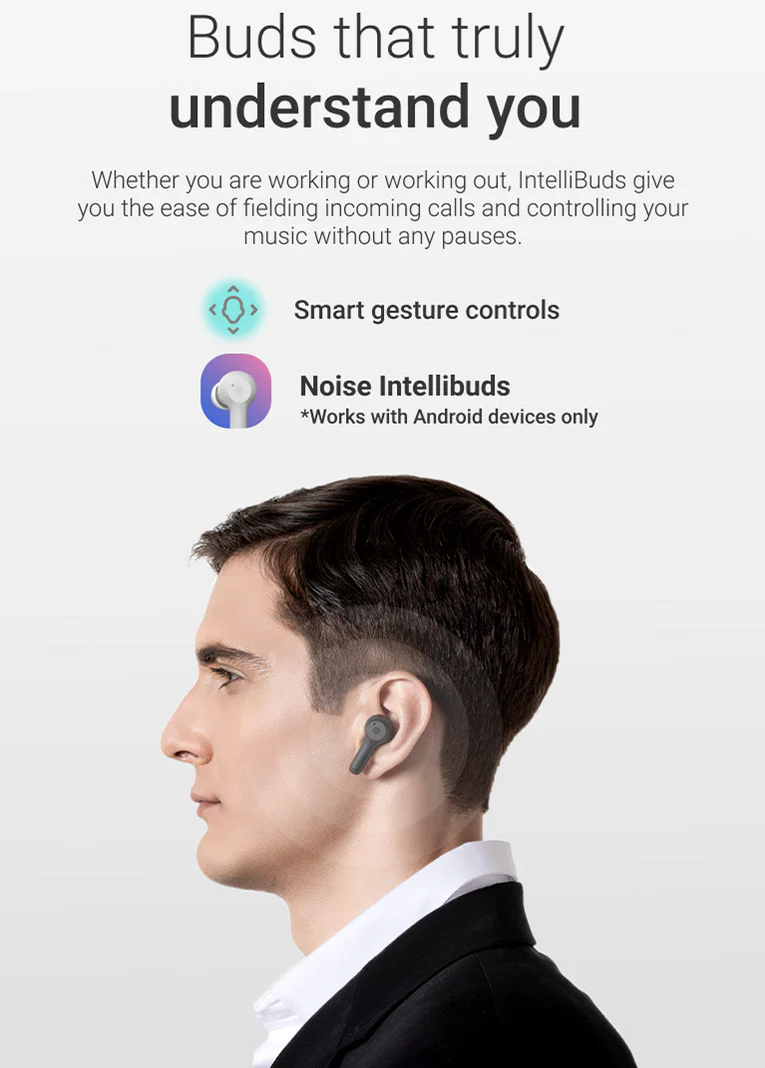 Buds that truly
understand you
Whether you are working or working out, IntelliBuds give
you the ease of fielding incoming calls and controlling your
music without any pauses.
Smart gesture controls
Noise Intellibuds
*Works with Android devices only